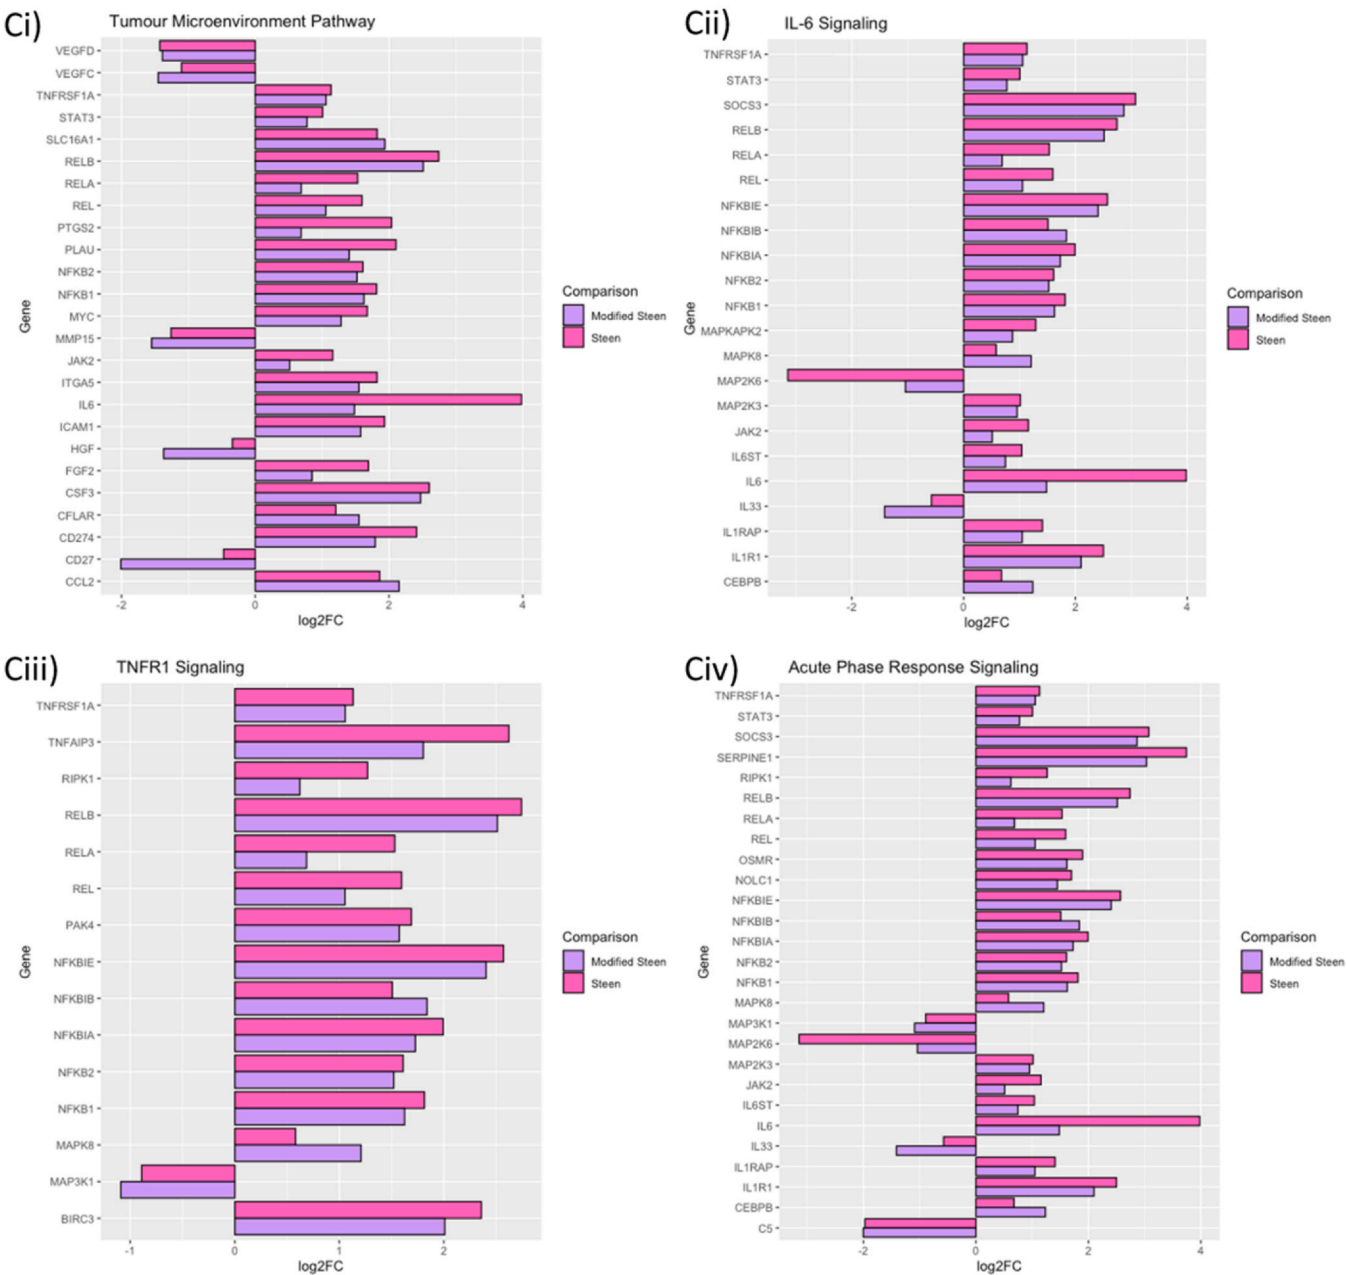 Ci)
Tumour Microenvironment Pathway
VEGFD
VEGFC
TNFRSF1A
STAT3
SLC16A1
RELB
RELA
REL
PTGS2
PLAU
NFKB2
NFKB1
MYC
MMP15
JAK2
ITGA5
IL6
ICAM1
HGF
FGF2
CSF3
CFLAR
CD274
CD27
CCL2
Gene
-2 0 2 4
log2FC
Comparison
Modified Steen
Steen
Cii)
IL-6 Signaling
TNFRSF1A
STAT3
SOCS3
RELB
RELA
REL
NFKBIE
NFKBIB
NFKBIA
NFKB2
NFKB1
MAPKAPK2
MAPK8
MAP2K6
MAP2K3
JAK2
IL6ST
IL6
IL33
IL1RAP
IL1R1
CEBPB
Gene
-2 0 2 4
log2FC
Comparison
Modified Steen
Steen
Ciii)
TNFR1 Signaling
TNFRSF1A
TNFAIP3
RIPK1
RELB
RELA
REL
PAK4
NFKBIE
NFKBIB
NFKBIA
NFKB2
NFKB1
MAPK8
MAP3K1
BIRC3
Gene
-1 0 1 2
log2FC
Comparison
Modified Steen
Steen
Civ)
Acute Phase Response Signaling
TNFRSF1A
STAT3
SOCS3
SERPINE1
RIPK1
RELB
RELA
REL
OSMR
NOLC1
NFKBIE
NFKBIB
NFKBIA
NFKB2
NFKB1
MAPK8
MAP3K1
MAP2K6
MAP2K3
JAK2
IL6ST
IL6
IL33
IL1RAP
IL1R1
CEBPB
C5
Gene
-2 0 2 4
log2FC
Comparison
Modified Steen
Steen